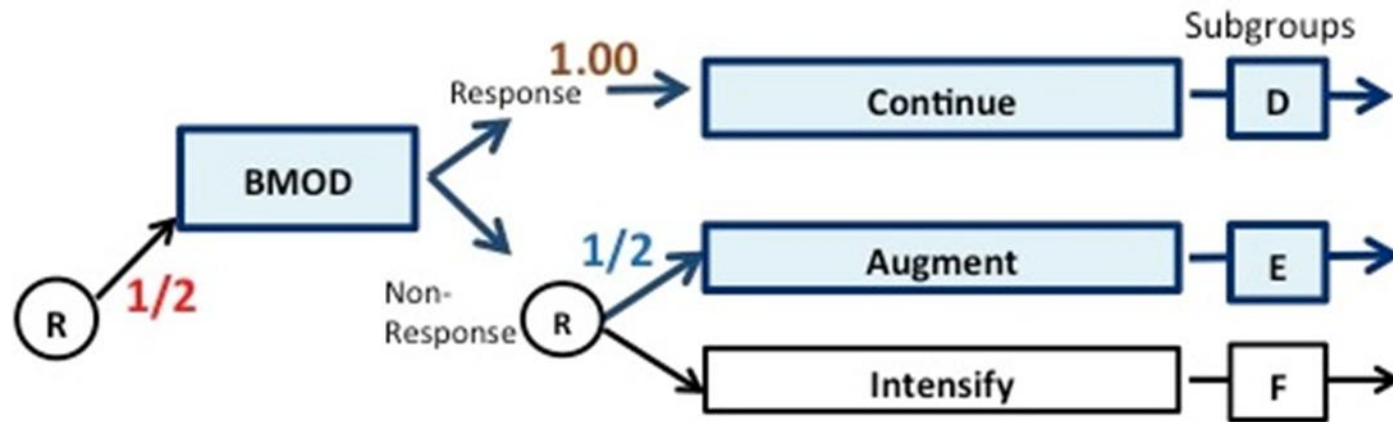 Subgroups
1.00
Response
Continue
D
BMOD
1/2
Augment
E
R
1/2
Non-
Response
R
Intensify
F